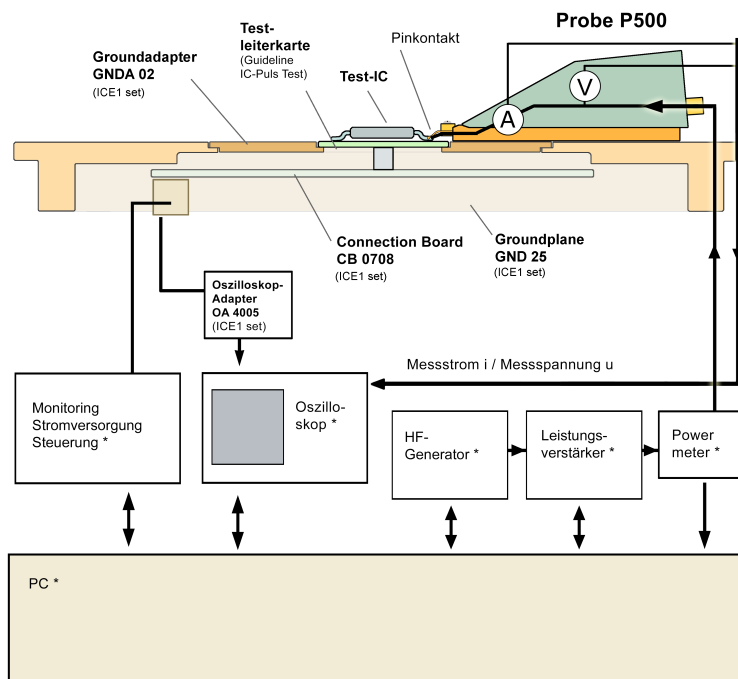 Probe P500
Test-
leiterkarte
(Guideline
IC-Puls Test)
Pinkontakt
Groundadapter
GNDA 02
(ICE1 set)
Test-IC
V
A
Connection Board
CB 0708
(ICE1 set)
Groundplane
GND 25
(ICE1 set)
Oszilloskop-
Adapter
OA 4005
(ICE1 set)
Messstrom i / Messspannung u
Monitoring
Stromversorgung
Steuerung *
Oszillo-
skop *
HF-
Generator *
Leistungs-
verstärker *
Power
meter *
PC *